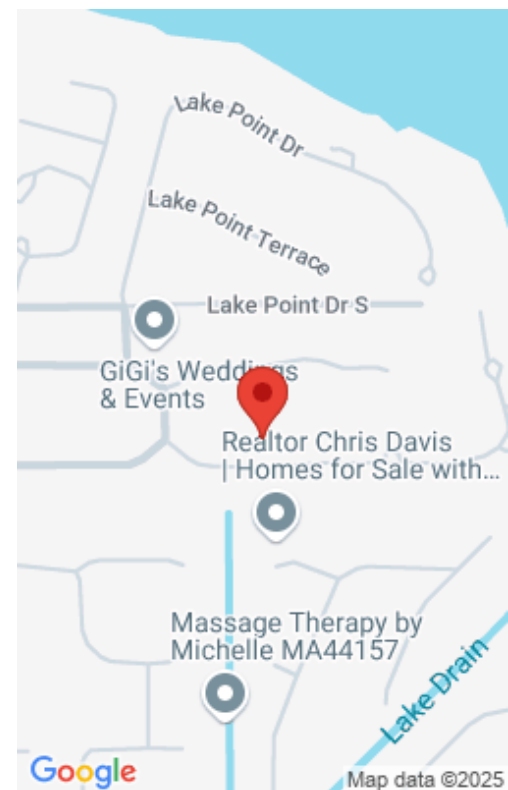 Lake Point Dr
Lake Point Terrace
Lake Point Dr S
GiGi's Weddings
& Events
Realtor Chris Davis
| Homes for Sale with...
Massage Therapy by
Michelle MA44157
Lake Drain
Google
Map data ©2025